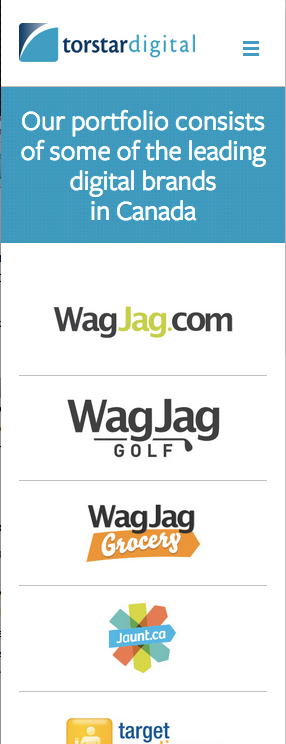 torstardigital
Our portfolio consists
of some of the leading
digital brands
in Canada
WagJag.com
WagJag
GOLF
WagJag
Grocery
Jaunt.ca
target